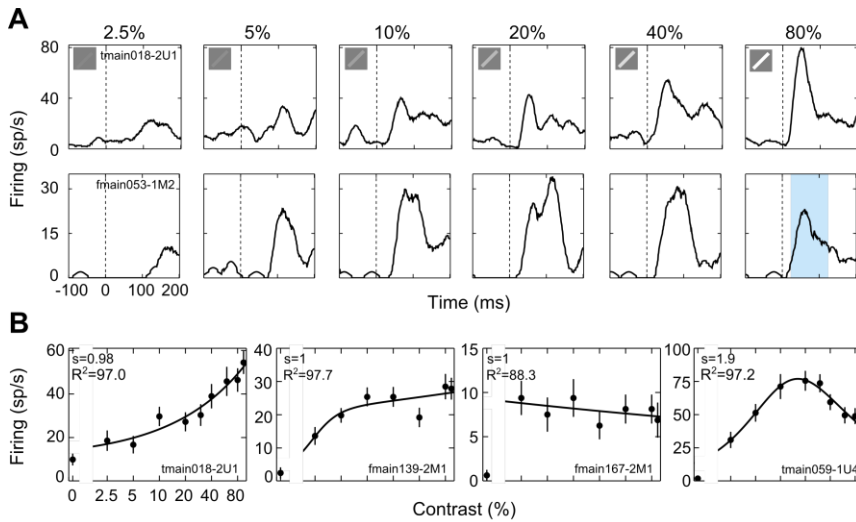 A
2.5% 5% 10% 20% 40% 80%
80
tmain018-2U1
40
0
Firing (sp/s)
30
fmain053-1M2
15
0
-100 0 100 200
Time (ms)
B
60
s=0.98
R²=97.0
40
20
0
tmain018-2U1
0 2.5 5 10 20 40 80
40
s=1
R²=97.7
30
20
10
0
fmain139-2M1
15
s=1
R²=88.3
10
5
0
fmain167-2M1
100
s=1.9
R²=97.2
75
50
25
0
tmain059-1U4
Firing (sp/s)
Contrast (%)